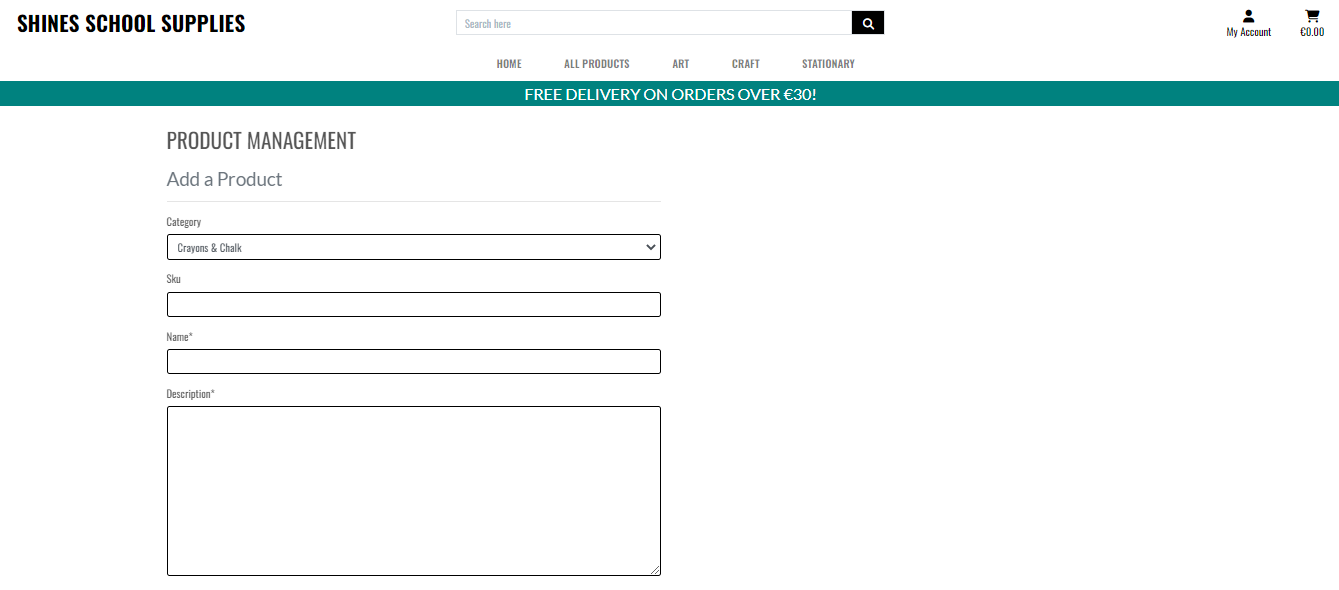 SHINES SCHOOL SUPPLIES
Search here
My Account
€0.00
HOME ALL PRODUCTS ART CRAFT STATIONARY
FREE DELIVERY ON ORDERS OVER €30!
PRODUCT MANAGEMENT
Add a Product
Category
Crayons & Chalk
Sku
Name*
Description*